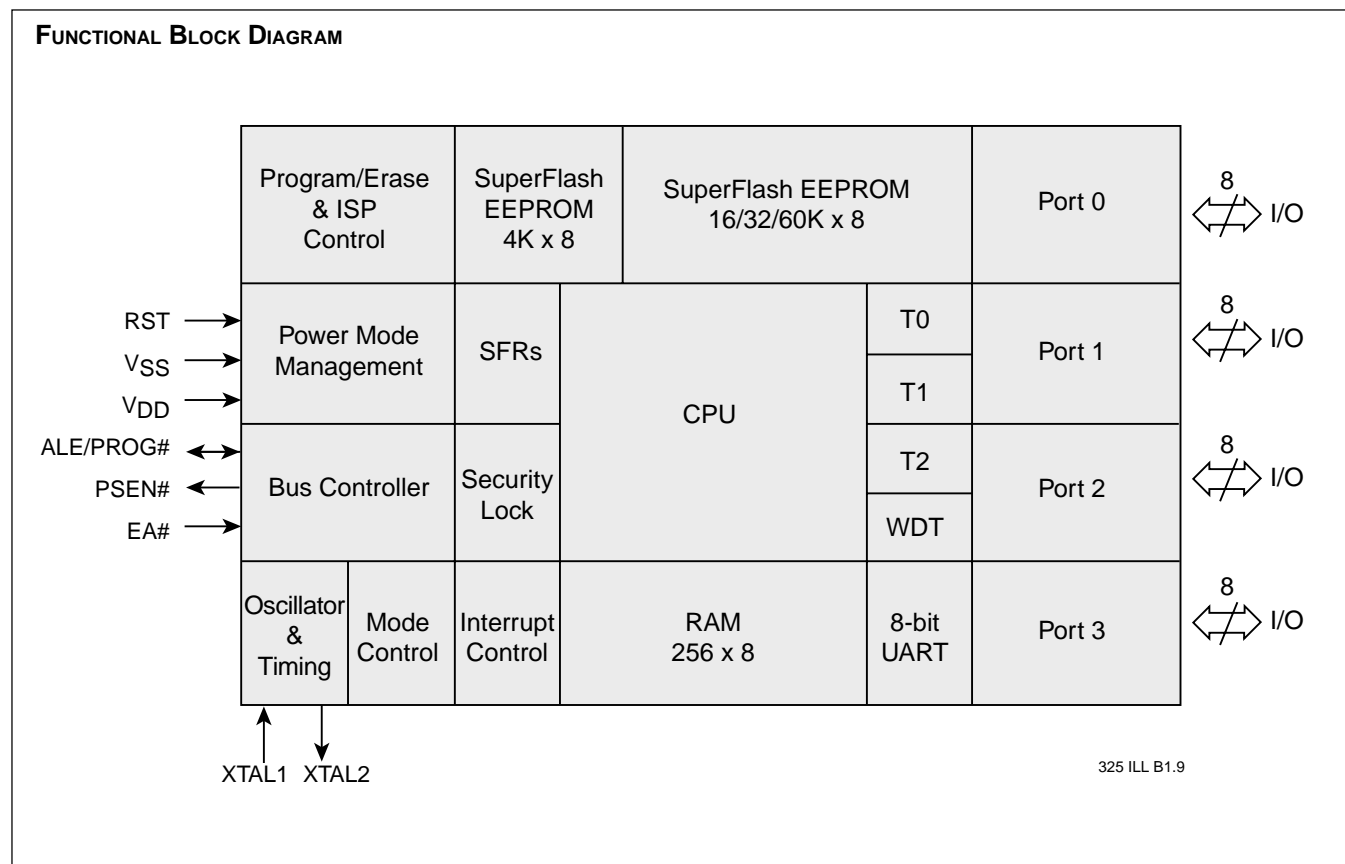 FUNCTIONAL BLOCK DIAGRAM
Program/Erase
& ISP
Control
SuperFlash
EEPROM
4K x 8
SuperFlash EEPROM
16/32/60K x 8
Port 0
8
I/O
RST
VSS
VDD
Power Mode
Management
SFRs
CPU
T0
T1
Port 1
8
I/O
ALE/PROG#
PSEN#
EA#
Bus Controller
Security
Lock
T2
WDT
Port 2
8
I/O
Oscillator
&
Timing
Mode
Control
Interrupt
Control
RAM
256 x 8
8-bit
UART
Port 3
8
I/O
XTAL1
XTAL2
325 ILL B1.9